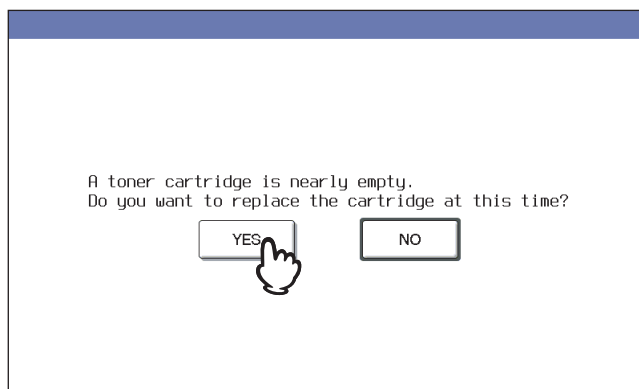 A toner cartridge is nearly empty.
Do you want to replace the cartridge at this time?
YES NO